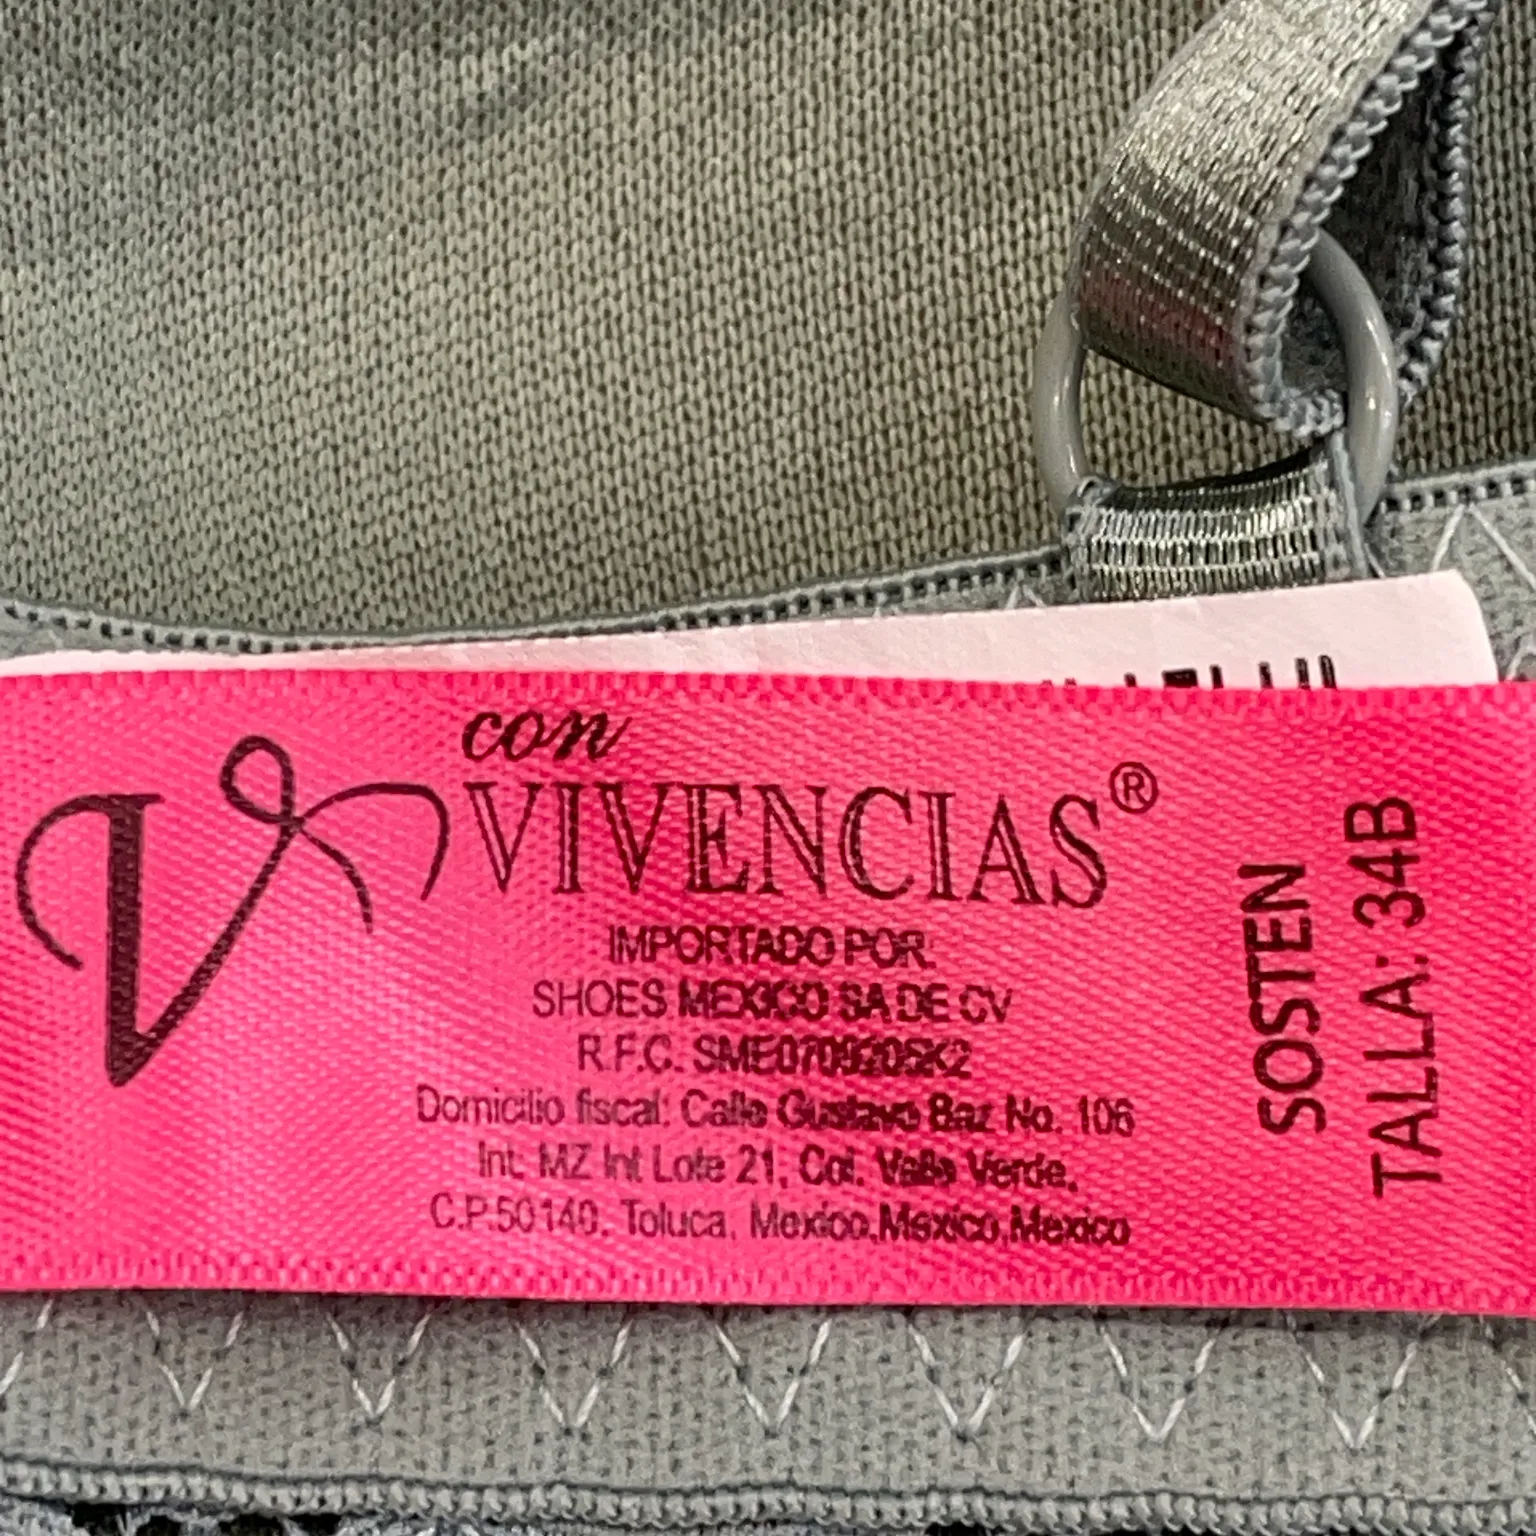 con
VIVENCIAS®
IMPORTADO POR:
SHOES MEXICO SA DE CV
R.F.C. SME0709205K2
Domicilio fiscal: Calle Gustavo Baz No. 106
Int: MZ Int Lote 21, Col. Valle Verde,
C.P.50140. Toluca, Mexico,Mexico,Mexico
SOSTEN
TALLA: 34B